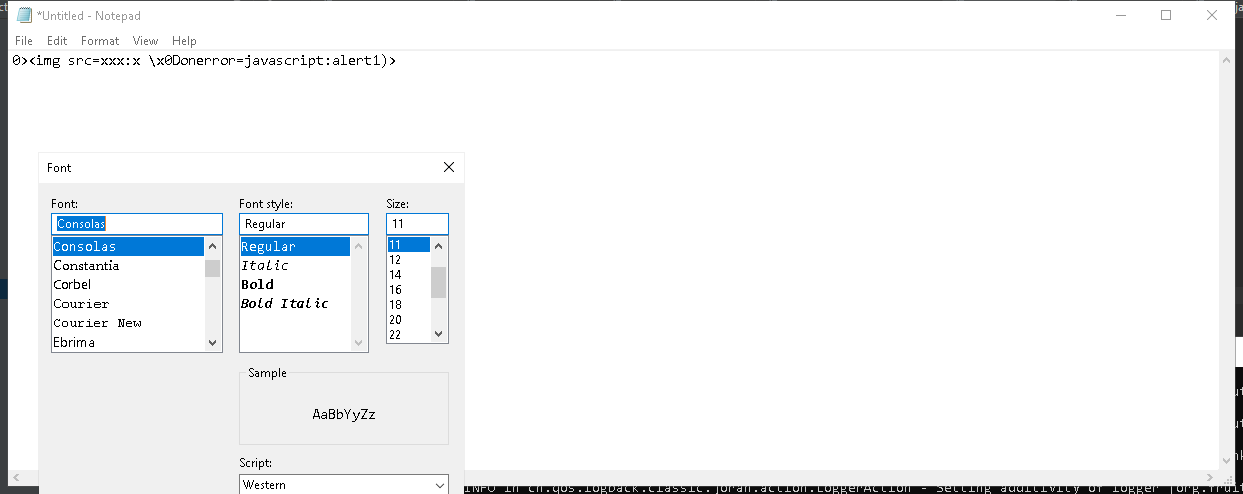 *Untitled - Notepad
File Edit Format View Help
0><img src=xxx:x \x0Donerror=javascript:alert1)>
Font
Font: Font style: Size:
Consolas Regular 11
Consolas Regular 11
Constantia Italic 12
Corbel Bold 14
Courier Bold Italic 16
Courier New 18
Ebrima 20
22
Sample
AaBbYyZz
Script:
Western
INFO in ch.qos.logback.classic.joran.action.LoggerAction - Setting additivity of logger